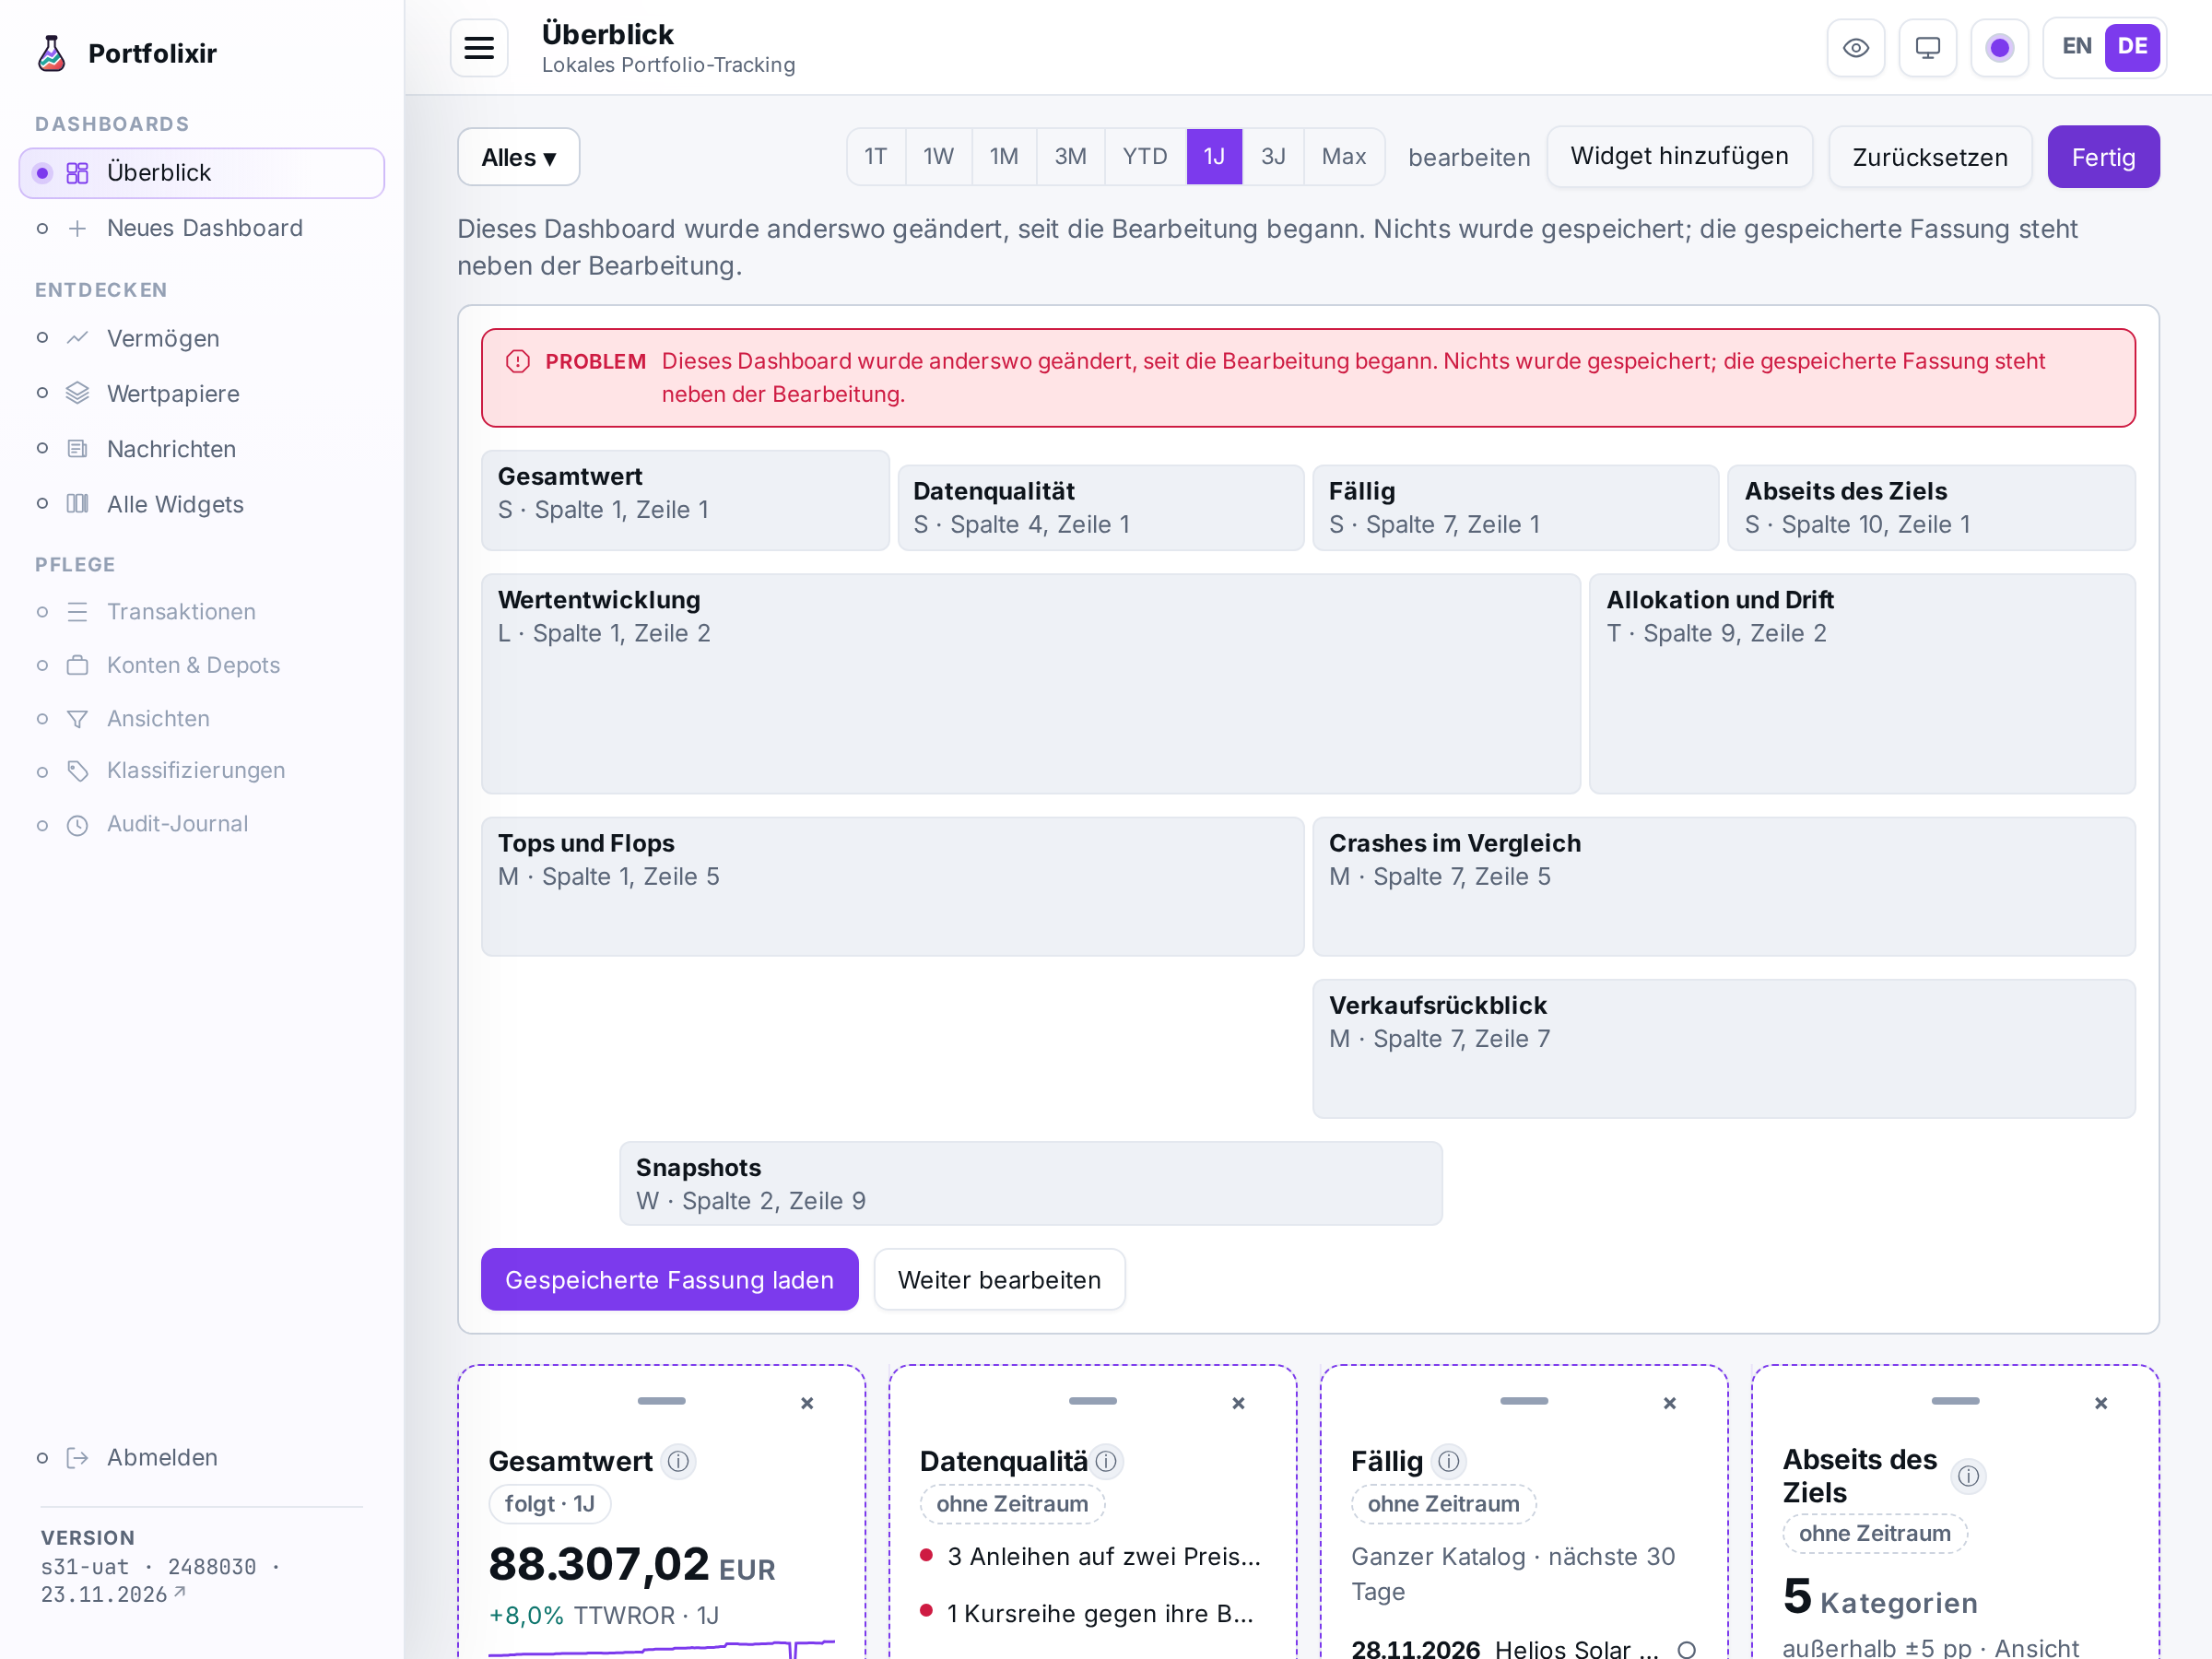 Portfolixir
DASHBOARDS
Überblick
Neues Dashboard
ENTDECKEN
Vermögen
Wertpapiere
Nachrichten
Alle Widgets
PFLEGE
Transaktionen
Konten & Depots
Ansichten
Klassifizierungen
Audit-Journal
Abmelden
VERSION
s31-uat · 2488030 ·
23.11.2026
Überblick
Lokales Portfolio-Tracking
EN DE
Alles ▾
1T 1W 1M 3M YTD 1J 3J Max bearbeiten Widget hinzufügen Zurücksetzen Fertig
Dieses Dashboard wurde anderswo geändert, seit die Bearbeitung begann. Nichts wurde gespeichert; die gespeicherte Fassung steht
neben der Bearbeitung.
PROBLEM Dieses Dashboard wurde anderswo geändert, seit die Bearbeitung begann. Nichts wurde gespeichert; die gespeicherte Fassung steht
neben der Bearbeitung.
Gesamtwert
S · Spalte 1, Zeile 1
Datenqualität
S · Spalte 4, Zeile 1
Fällig
S · Spalte 7, Zeile 1
Abseits des Ziels
S · Spalte 10, Zeile 1
Wertentwicklung
L · Spalte 1, Zeile 2
Allokation und Drift
T · Spalte 9, Zeile 2
Tops und Flops
M · Spalte 1, Zeile 5
Crashes im Vergleich
M · Spalte 7, Zeile 5
Verkaufsrückblick
M · Spalte 7, Zeile 7
Snapshots
W · Spalte 2, Zeile 9
Gespeicherte Fassung laden Weiter bearbeiten
Gesamtwert
folgt · 1J
88.307,02 EUR
+8,0% TTWROR · 1J
Datenqualitä
ohne Zeitraum
3 Anleihen auf zwei Preis...
1 Kursreihe gegen ihre B...
Fällig
ohne Zeitraum
Ganzer Katalog · nächste 30
Tage
28.11.2026 Helios Solar ...
Abseits des
Ziels
ohne Zeitraum
5 Kategorien
außerhalb ±5 pp · Ansicht